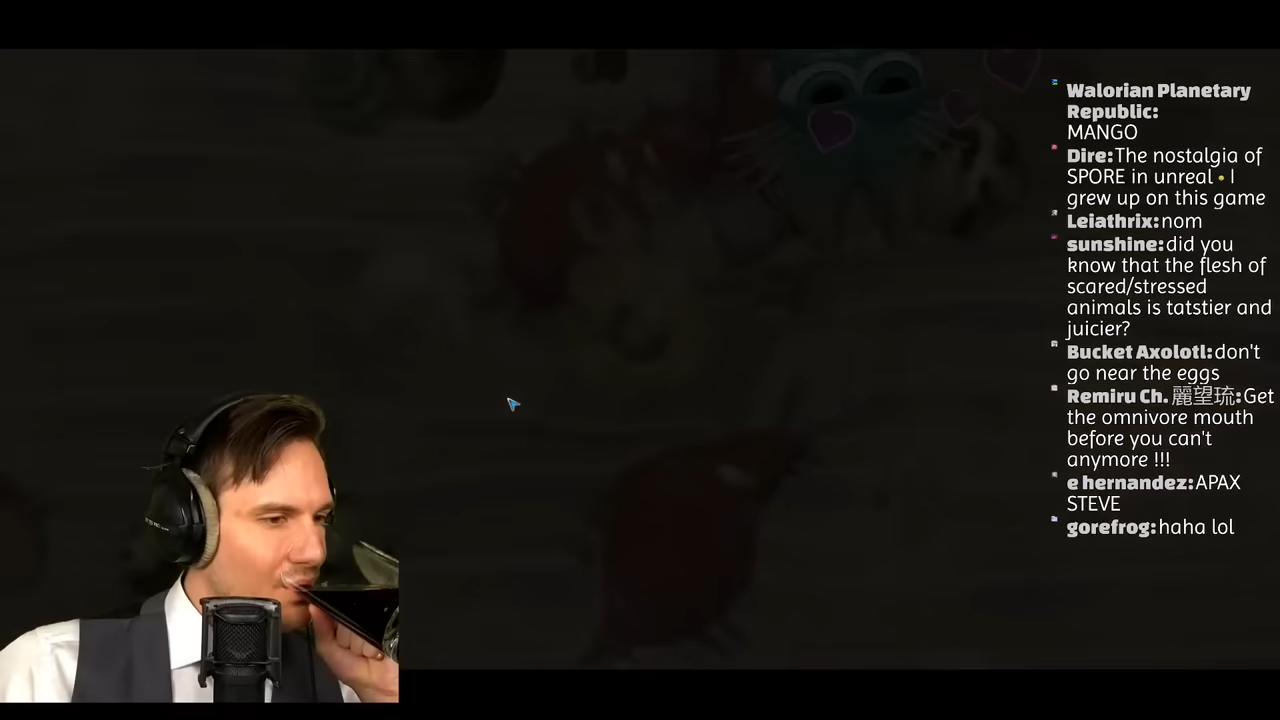 Walorian Planetary
Republic:
MANGO
Dire: The nostalgia of
SPORE in unreal I
grew up on this game
Leiathrix: nom
sunshine: did you
know that the flesh of
scared/stressed
animals is tatstier and
juicier?
Bucket Axolotl: don't
go near the eggs
Remiru Ch. 麗望琉: Get
the omnivore mouth
before you can't
anymore !!!
e hernandez: APAX
STEVE
gorefrog: haha lol